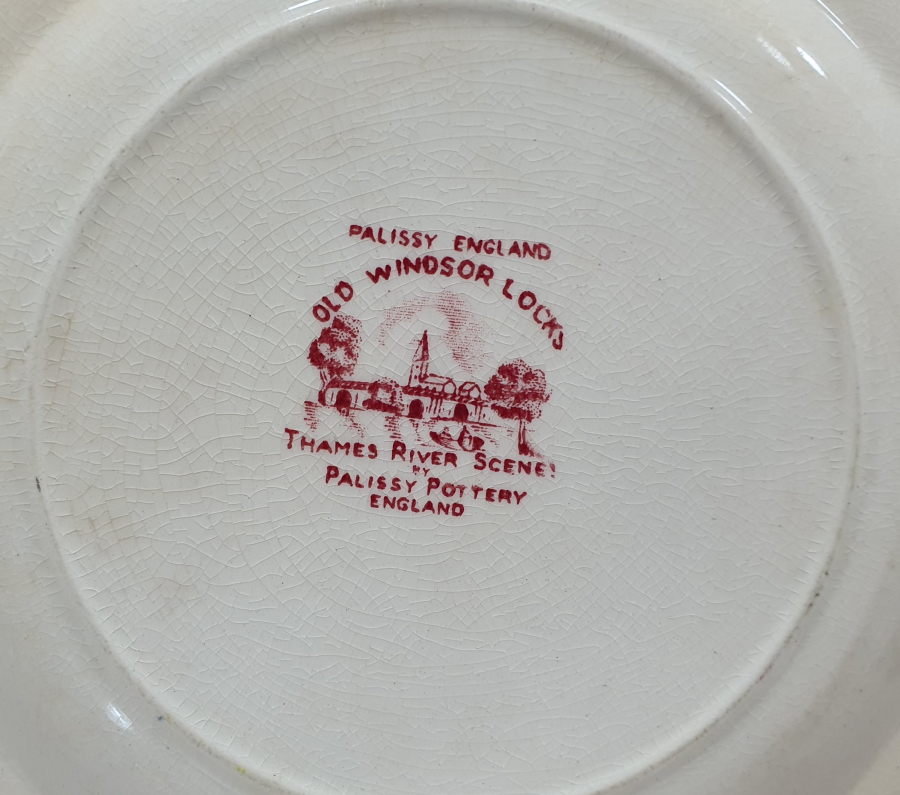 PALISSY ENGLAND
OLD WINDSOR LOCKS
THAMES RIVER SCENES
BY
PALISSY POTTERY
ENGLAND